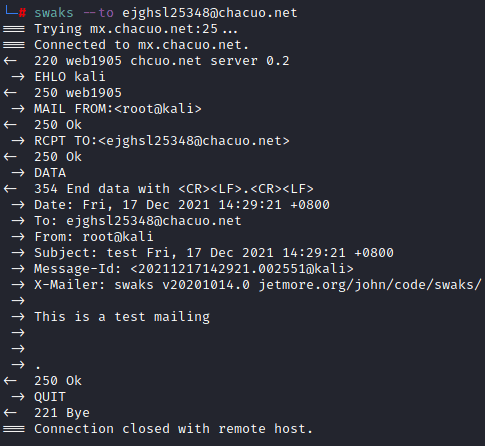 └─# swaks --to ejghsl25348@chacuo.net
=== Trying mx.chacuo.net:25...
=== Connected to mx.chacuo.net.
<-  220 web1905 chcuo.net server 0.2
 -> EHLO kali
<-  250 web1905
 -> MAIL FROM:<root@kali>
<-  250 Ok
 -> RCPT TO:<ejghsl25348@chacuo.net>
<-  250 Ok
 -> DATA
<-  354 End data with <CR><LF>.<CR><LF>
 -> Date: Fri, 17 Dec 2021 14:29:21 +0800
 -> To: ejghsl25348@chacuo.net
 -> From: root@kali
 -> Subject: test Fri, 17 Dec 2021 14:29:21 +0800
 -> Message-Id: <20211217142921.002551@kali>
 -> X-Mailer: swaks v20201014.0 jetmore.org/john/code/swaks/
 ->
 -> This is a test mailing
 ->
 ->
 -> .
<-  250 Ok
 -> QUIT
<-  221 Bye
=== Connection closed with remote host.